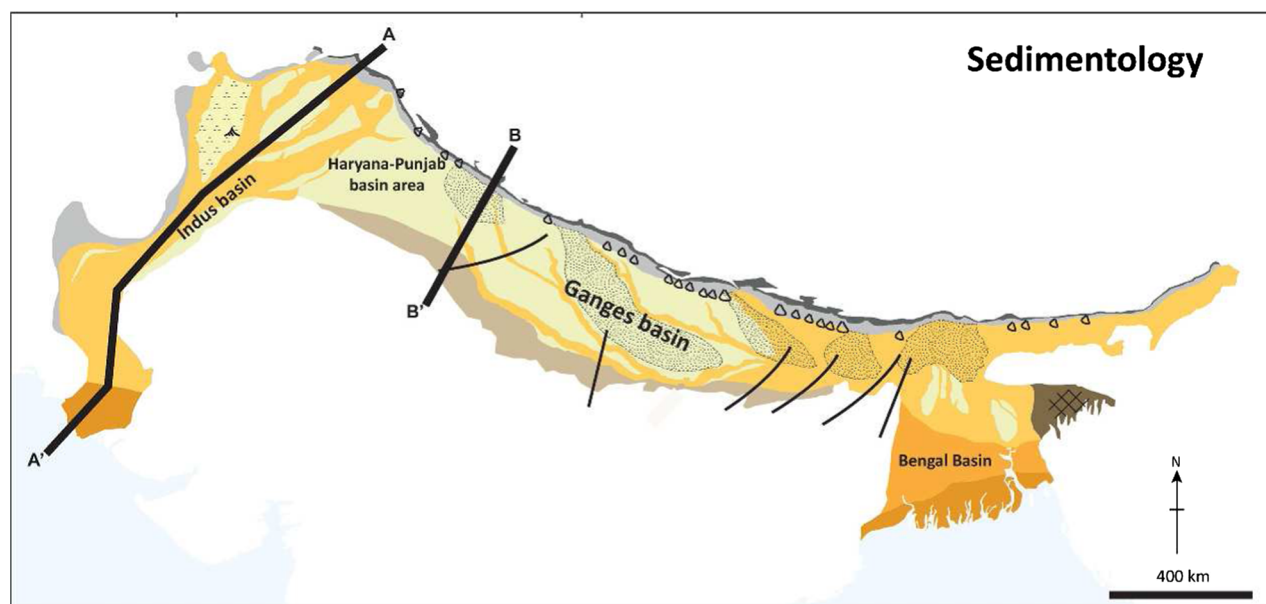 Sedimentology
A
B
Haryana-Punjab
basin area
Indus basin
B'
Ganges basin
A'
Bengal Basin
N
400 km